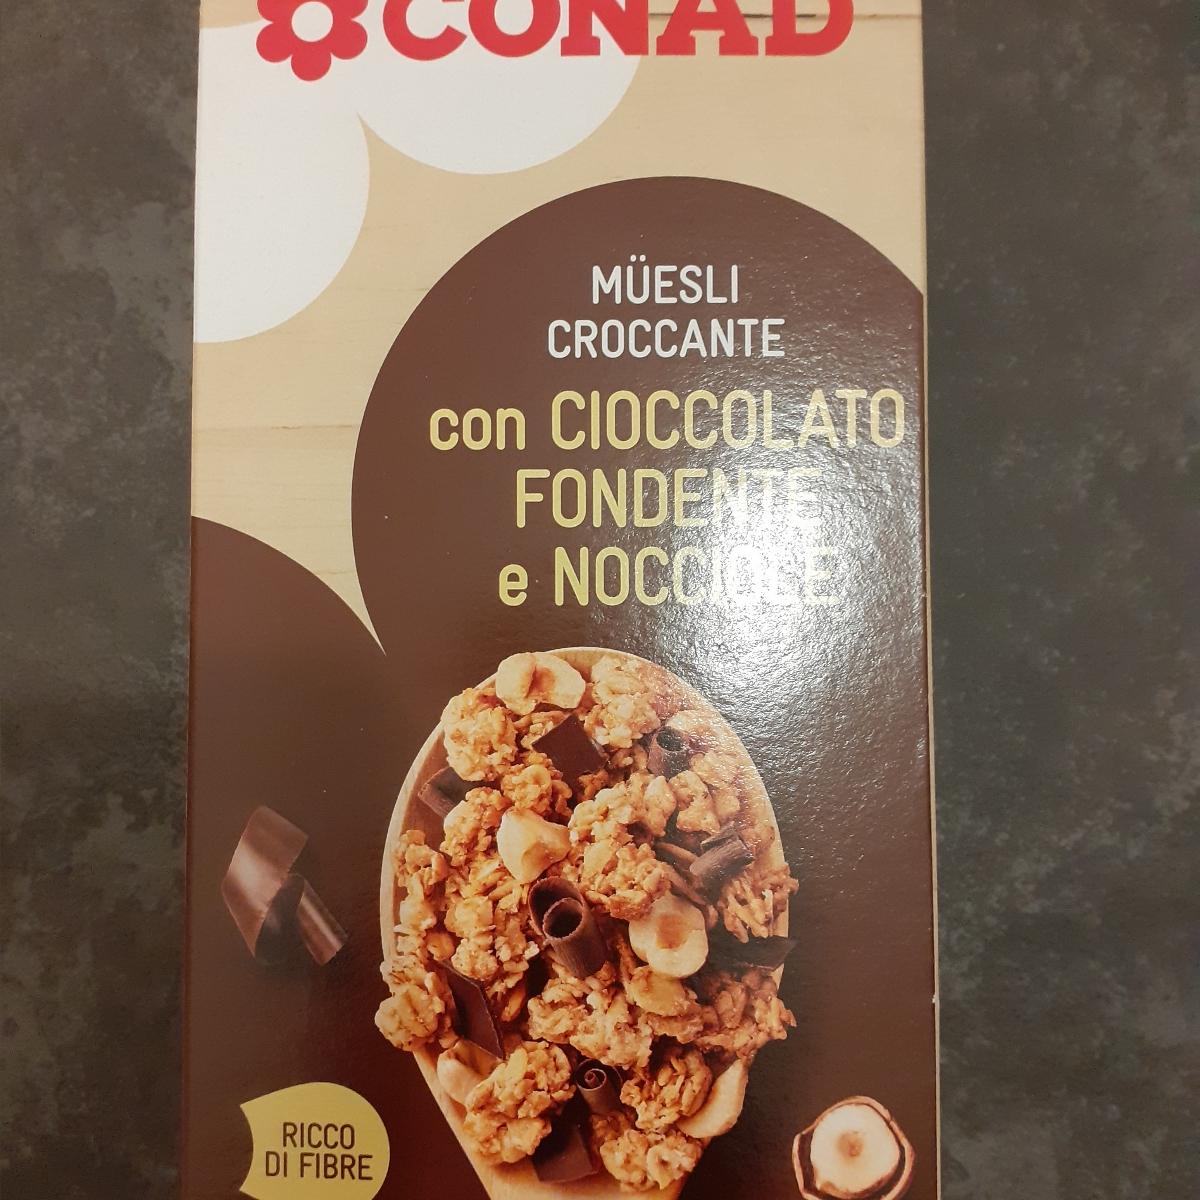 CONAD
MÜESLI
CROCCANTE
con CIOCCOLATO
FONDENTE
e NOCCIOLE
RICCO
DI FIBRE